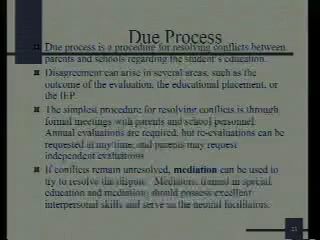 Due Process
Due process is a procedure for resolving conflicts between
parents and schools regarding the student's education.
Disagreement can arise in several areas, such as the
outcome of the evaluation, the educational placement, or
the IEP.
The simplest procedure for resolving conflicts is through
formal meetings with parents and school personnel.
Annual evaluations are required, but re-evaluations can be
requested at anytime, and parents may request
independent evaluations
If conflicts remain unresolved, mediation can be used to
try to resolve the dispute. Mediators, trained in special
education and mediation, should possess excellent
interpersonal skills and serve as the neutral facilitators.